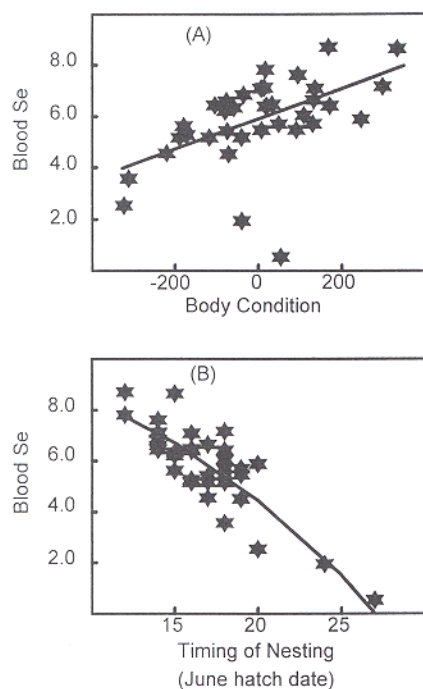 (A)
8.0
6.0
4.0
2.0
Blood Se
-200 0 200
Body Condition
(B)
8.0
6.0
4.0
2.0
Blood Se
15 20 25
Timing of Nesting
(June hatch date)